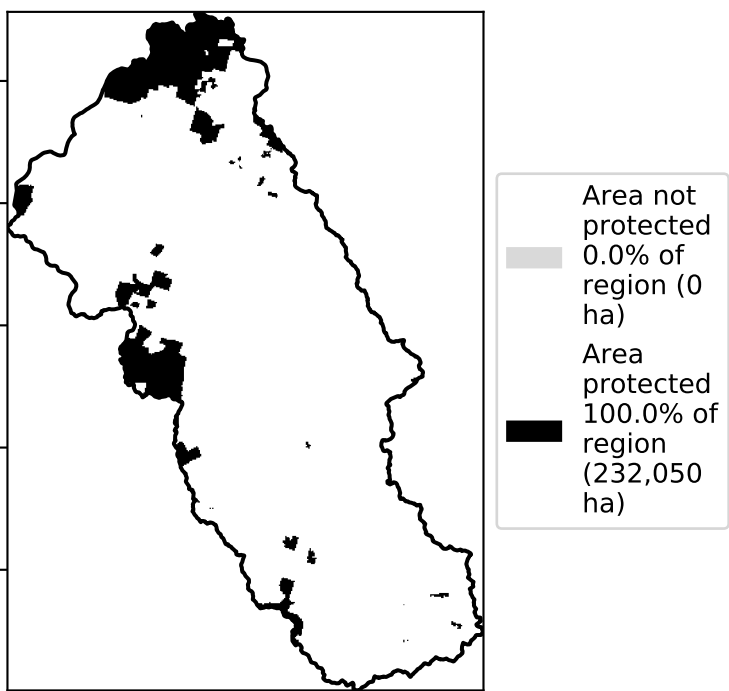 Area not
protected
0.0% of
region (0
ha)
Area
protected
100.0% of
region
(232,050
ha)